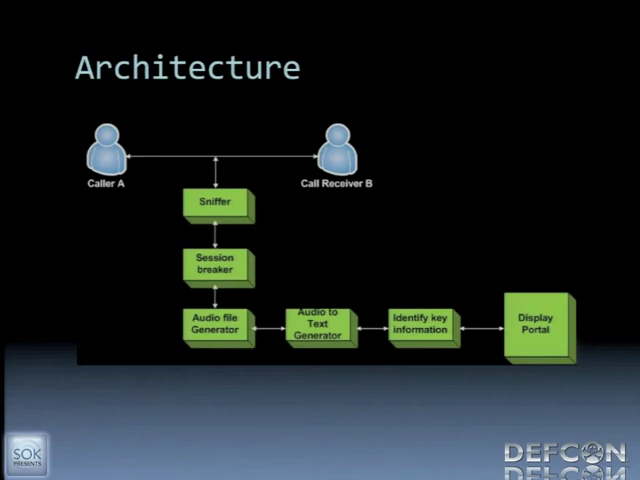 Architecture
Caller A
Call Receiver B
Sniffer
Session
breaker
Audio file
Generator
Audio to
Text
Generator
Identify key
information
Display
Portal
SOK
PRESENTS
DEFCON